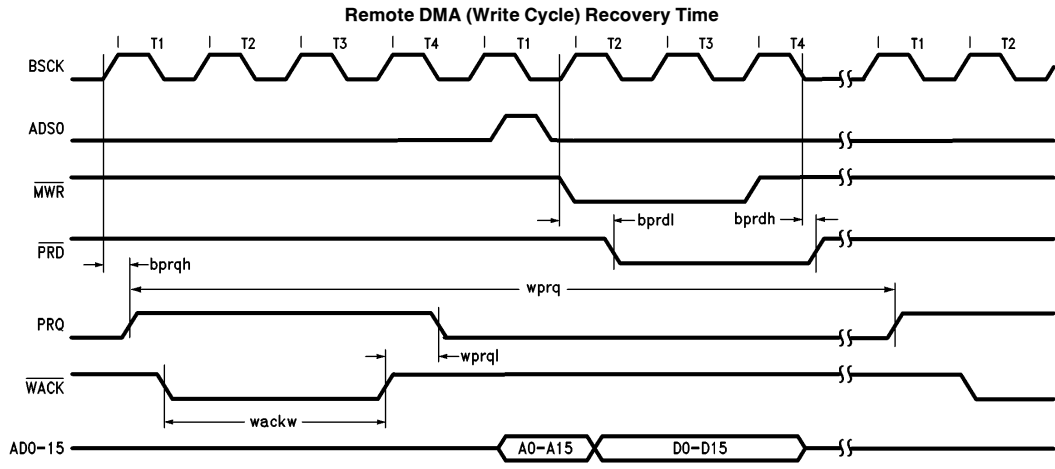 Remote DMA (Write Cycle) Recovery Time
T1 T2 T3 T4 T1 T2 T3 T4 T1 T2
BSCK
ADS0
MWR
bprdl bprdh
PRD
bprqh
wprq
PRQ
wprql
WACK
wackw
AD0-15 A0-A15 D0-D15